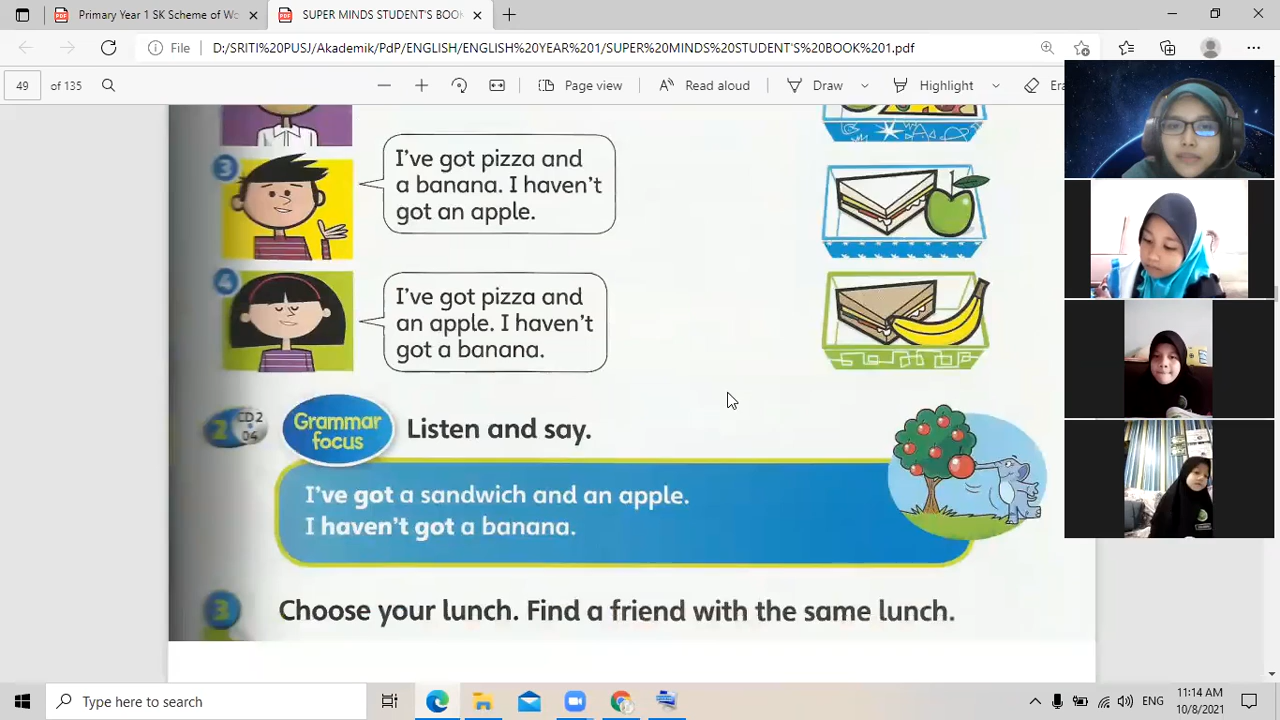 Primary Year 1 SK Scheme of Wo
SUPER MINDS STUDENT'S BOOK
File
D:/SRITI%20PUSJ/Akademik/PdP/ENGLISH/ENGLISH%20YEAR%201/SUPER%20MINDS%20STUDENT'S%20BOOK%201.pdf
49 of 135
Page view
Read aloud
Draw
Highlight
Era
3
I've got pizza and
a banana. I haven't
got an apple.
4
I've got pizza and
an apple. I haven't
got a banana.
2
CD2
04
Grammar
focus
Listen and say.
I've got a sandwich and an apple.
I haven't got a banana.
3
Choose your lunch. Find a friend with the same lunch.
Type here to search
ENG
11:14 AM
10/8/2021